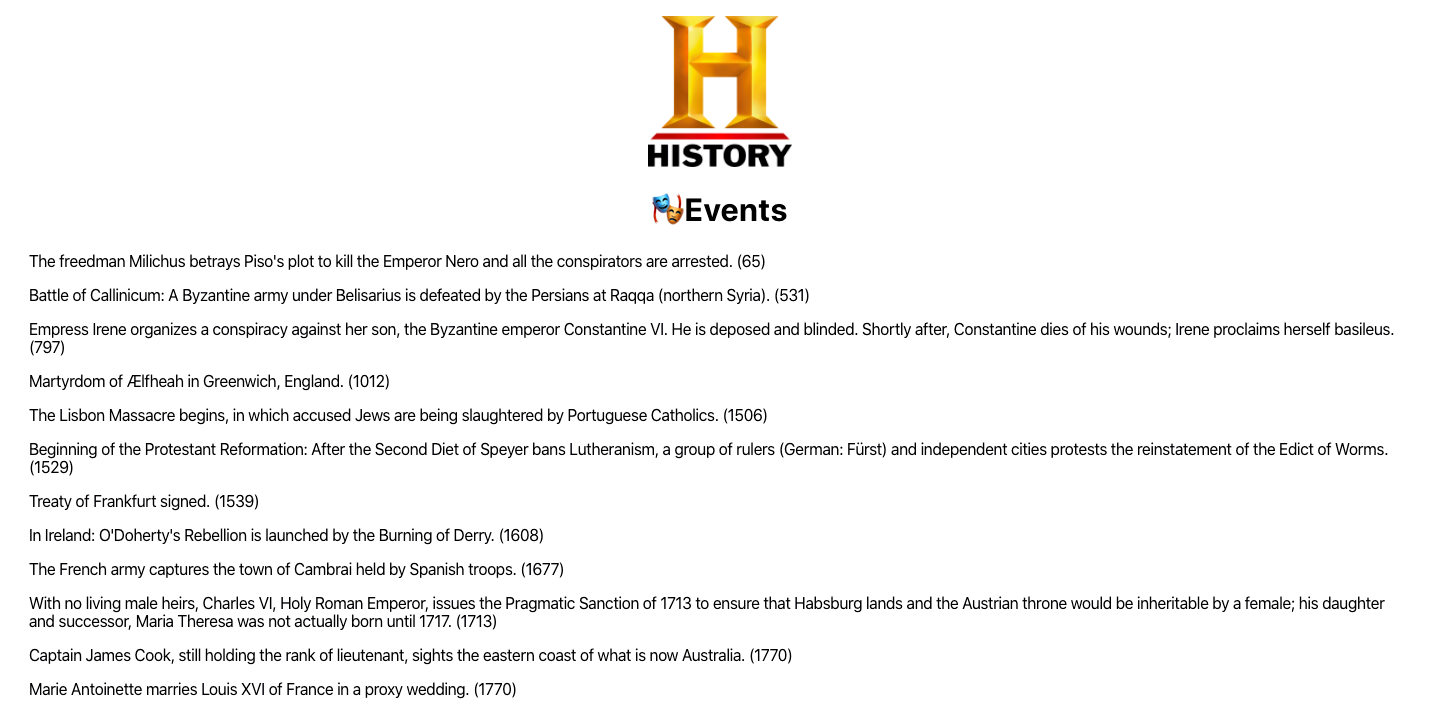 H
HISTORY
🎭Events
The freedman Milichus betrays Piso's plot to kill the Emperor Nero and all the conspirators are arrested. (65)
Battle of Callinicum: A Byzantine army under Belisarius is defeated by the Persians at Raqqa (northern Syria). (531)
Empress Irene organizes a conspiracy against her son, the Byzantine emperor Constantine VI. He is deposed and blinded. Shortly after, Constantine dies of his wounds; Irene proclaims herself basileus.
(797)
Martyrdom of Ælfheah in Greenwich, England. (1012)
The Lisbon Massacre begins, in which accused Jews are being slaughtered by Portuguese Catholics. (1506)
Beginning of the Protestant Reformation: After the Second Diet of Speyer bans Lutheranism, a group of rulers (German: Fürst) and independent cities protests the reinstatement of the Edict of Worms.
(1529)
Treaty of Frankfurt signed. (1539)
In Ireland: O'Doherty's Rebellion is launched by the Burning of Derry. (1608)
The French army captures the town of Cambrai held by Spanish troops. (1677)
With no living male heirs, Charles VI, Holy Roman Emperor, issues the Pragmatic Sanction of 1713 to ensure that Habsburg lands and the Austrian throne would be inheritable by a female; his daughter
and successor, Maria Theresa was not actually born until 1717. (1713)
Captain James Cook, still holding the rank of lieutenant, sights the eastern coast of what is now Australia. (1770)
Marie Antoinette marries Louis XVI of France in a proxy wedding. (1770)